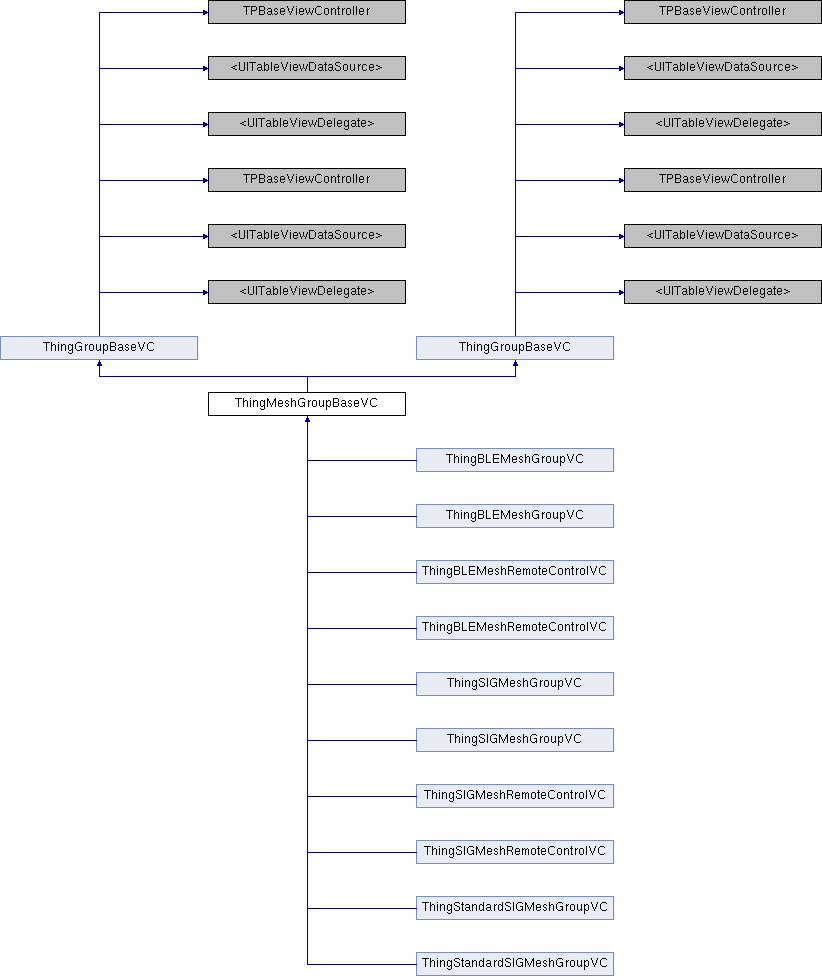 TPBaseViewController
TPBaseViewController
<UITableViewDataSource>
<UITableViewDataSource>
<UITableViewDelegate>
<UITableViewDelegate>
TPBaseViewController
TPBaseViewController
<UITableViewDataSource>
<UITableViewDataSource>
<UITableViewDelegate>
<UITableViewDelegate>
ThingGroupBaseVC
ThingGroupBaseVC
ThingMeshGroupBaseVC
ThingBLEMeshGroupVC
ThingBLEMeshGroupVC
ThingBLEMeshRemoteControlVC
ThingBLEMeshRemoteControlVC
ThingSIGMeshGroupVC
ThingSIGMeshGroupVC
ThingSIGMeshRemoteControlVC
ThingSIGMeshRemoteControlVC
ThingStandardSIGMeshGroupVC
ThingStandardSIGMeshGroupVC